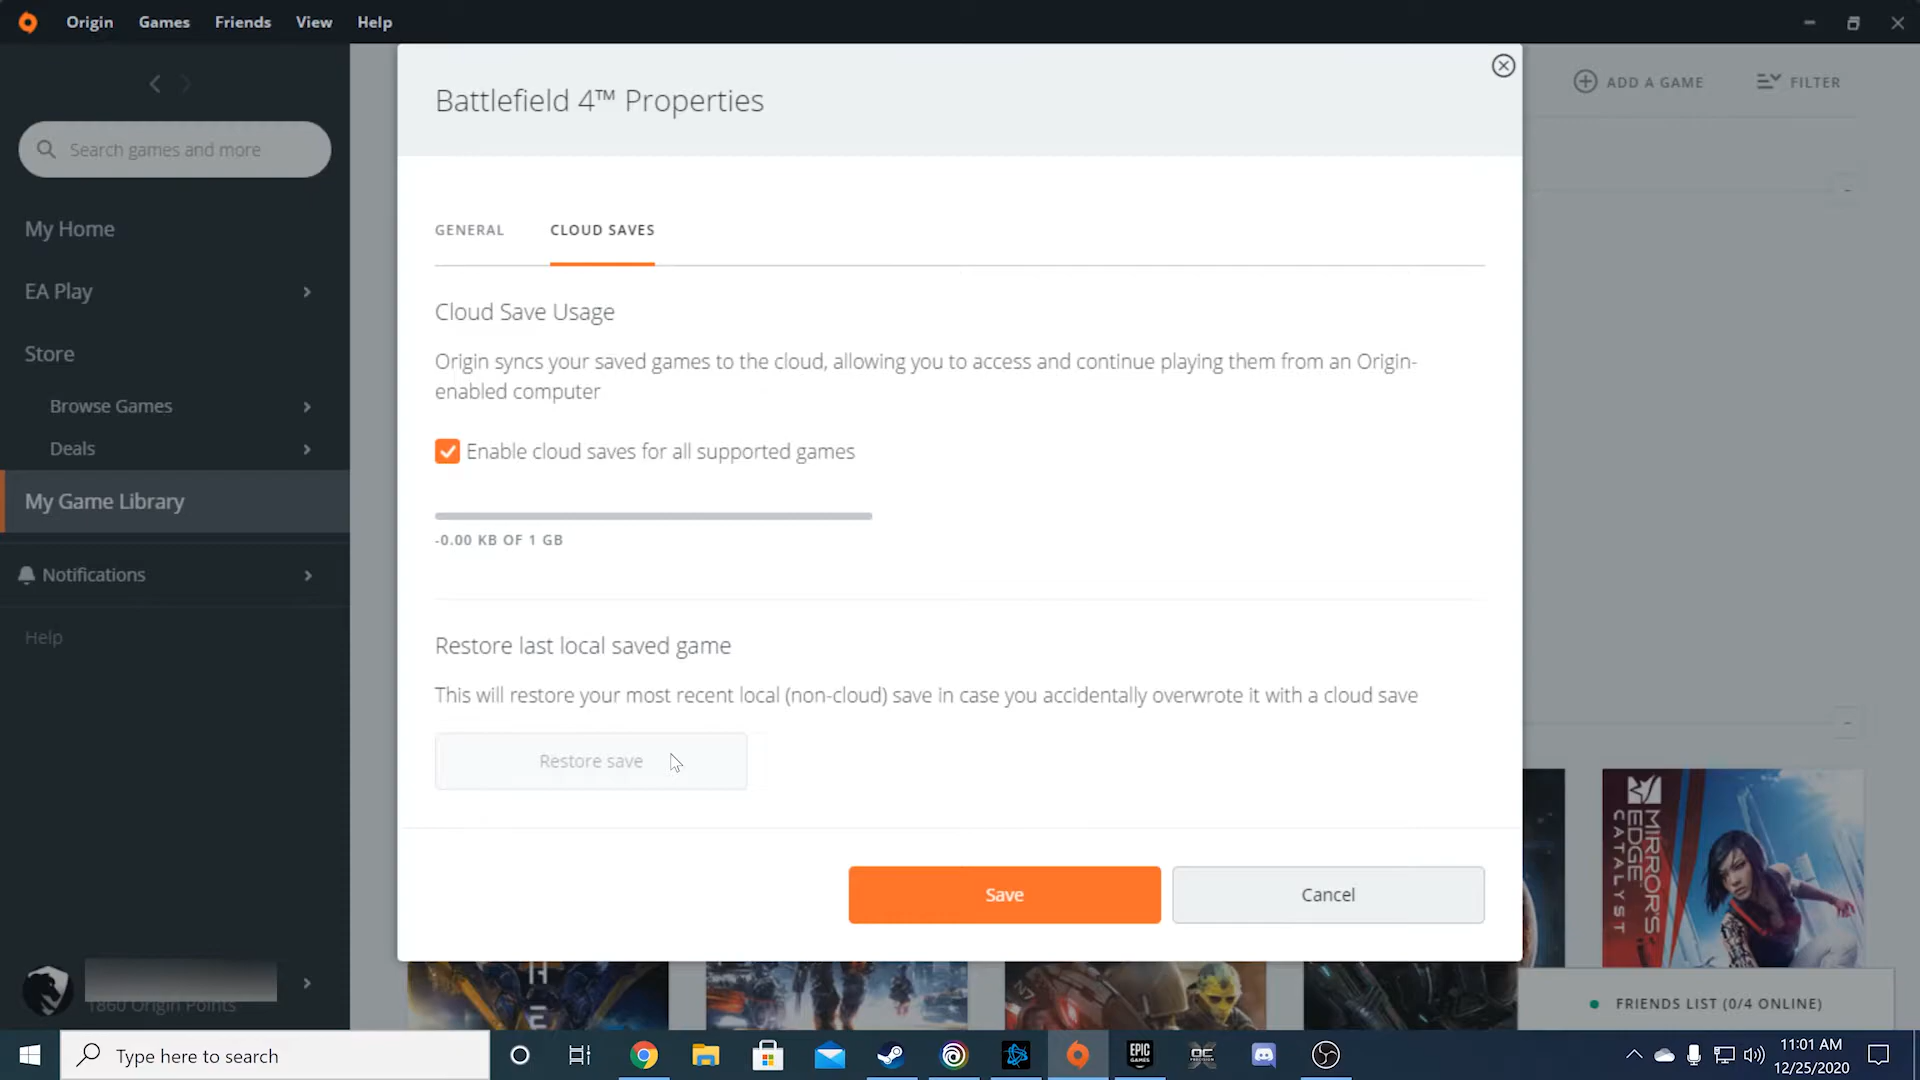 Origin Games Friends View Help
Battlefield 4™ Properties
ADD A GAME FILTER
Search games and more
My Home
EA Play
Store
Browse Games
Deals
My Game Library
Notifications
Help
1860 Origin Points
GENERAL CLOUD SAVES
Cloud Save Usage
Origin syncs your saved games to the cloud, allowing you to access and continue playing them from an Origin-
enabled computer
Enable cloud saves for all supported games
-0.00 KB OF 1 GB
Restore last local saved game
This will restore your most recent local (non-cloud) save in case you accidentally overwrote it with a cloud save
Restore save
Save Cancel
MIRROR'S
EDGE
CATALYST
N7
FRIENDS LIST (0/4 ONLINE)
Type here to search
EPIC
GAMES
OC
PRECISION
11:01 AM
12/25/2020